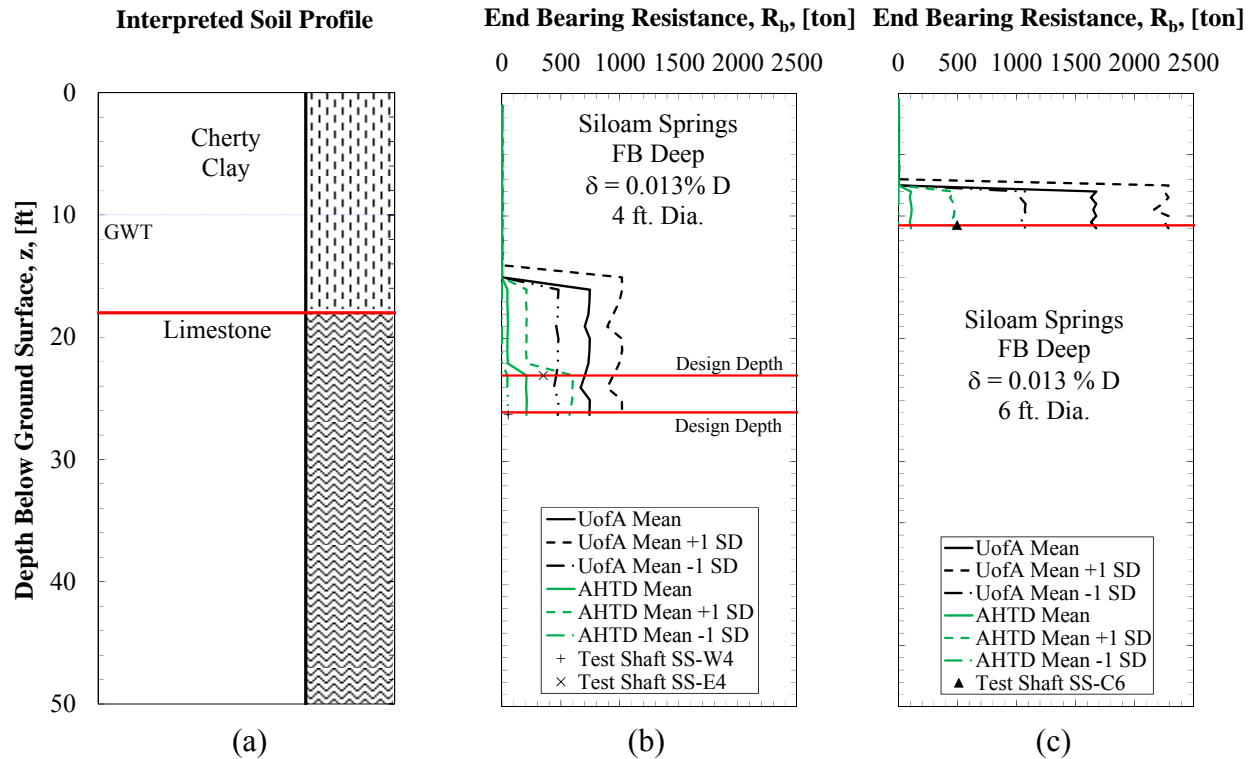 Interpreted Soil Profile
End Bearing Resistance, Rb, [ton]
End Bearing Resistance, Rb, [ton]
0 500 1000 1500 2000 2500
0 500 1000 1500 2000 2500
Depth Below Ground Surface, z, [ft]
0
10
20
30
40
50
Cherty
Clay
GWT
Limestone
(a)
Siloam Springs
FB Deep
δ = 0.013% D
4 ft. Dia.
Design Depth
Design Depth
UofA Mean
UofA Mean +1 SD
UofA Mean -1 SD
AHTD Mean
AHTD Mean +1 SD
AHTD Mean -1 SD
Test Shaft SS-W4
Test Shaft SS-E4
(b)
Siloam Springs
FB Deep
δ = 0.013 % D
6 ft. Dia.
UofA Mean
UofA Mean +1 SD
UofA Mean -1 SD
AHTD Mean
AHTD Mean +1 SD
AHTD Mean -1 SD
Test Shaft SS-C6
(c)